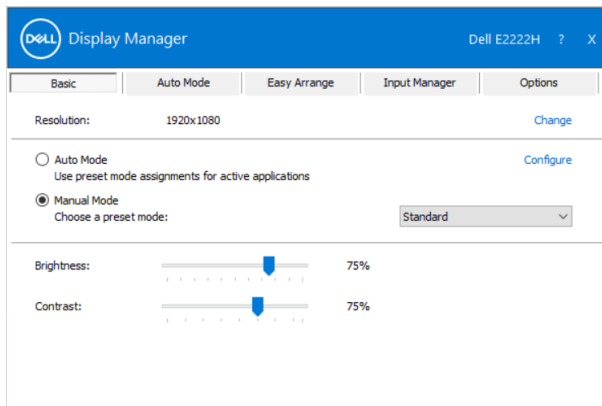 DELL Display Manager Dell E2222H ? X
Basic Auto Mode Easy Arrange Input Manager Options
Resolution: 1920x1080 Change
Auto Mode Configure
Use preset mode assignments for active applications
Manual Mode
Choose a preset mode: Standard
Brightness: 75%
Contrast: 75%